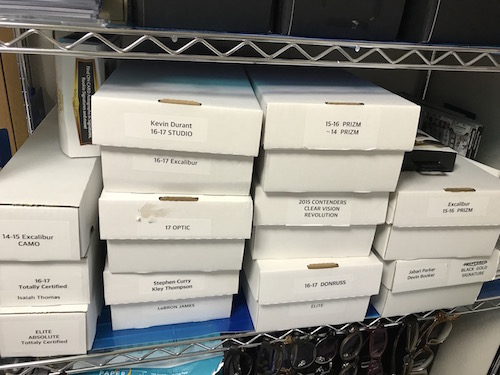 Kevin Durant
16-17 STUDIO
16-17 Excalibur
17 OPTIC
Stephen Curry
Kley Thompson
LeBRON JAMES
15-16 PRIZM
-14 PRIZM
2015 CONTENDERS
CLEAR VISION
REVOLUTION
16-17 DONRUSS
ELITE
14-15 Excalibur
CAMO
16-17
Totally Certified
Isaiah Thomas
ELITE
ABSOLUTE
Totally Certified
Excalibur
15-16 PRIZM
Jabari Parker
Devin Booker
PREFERRED
BLACK GOLD
SIGNATURE